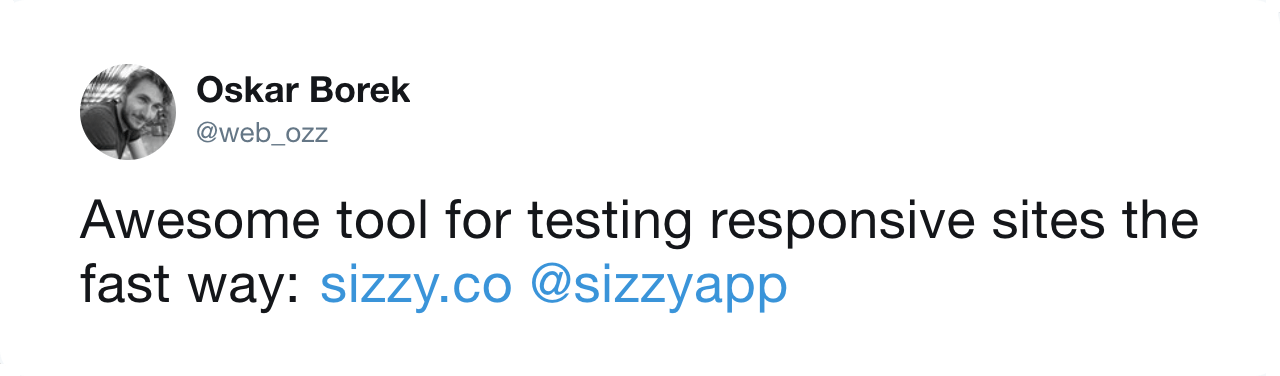 Oskar Borek
@web_ozz
Awesome tool for testing responsive sites the
fast way: sizzy.co @sizzyapp